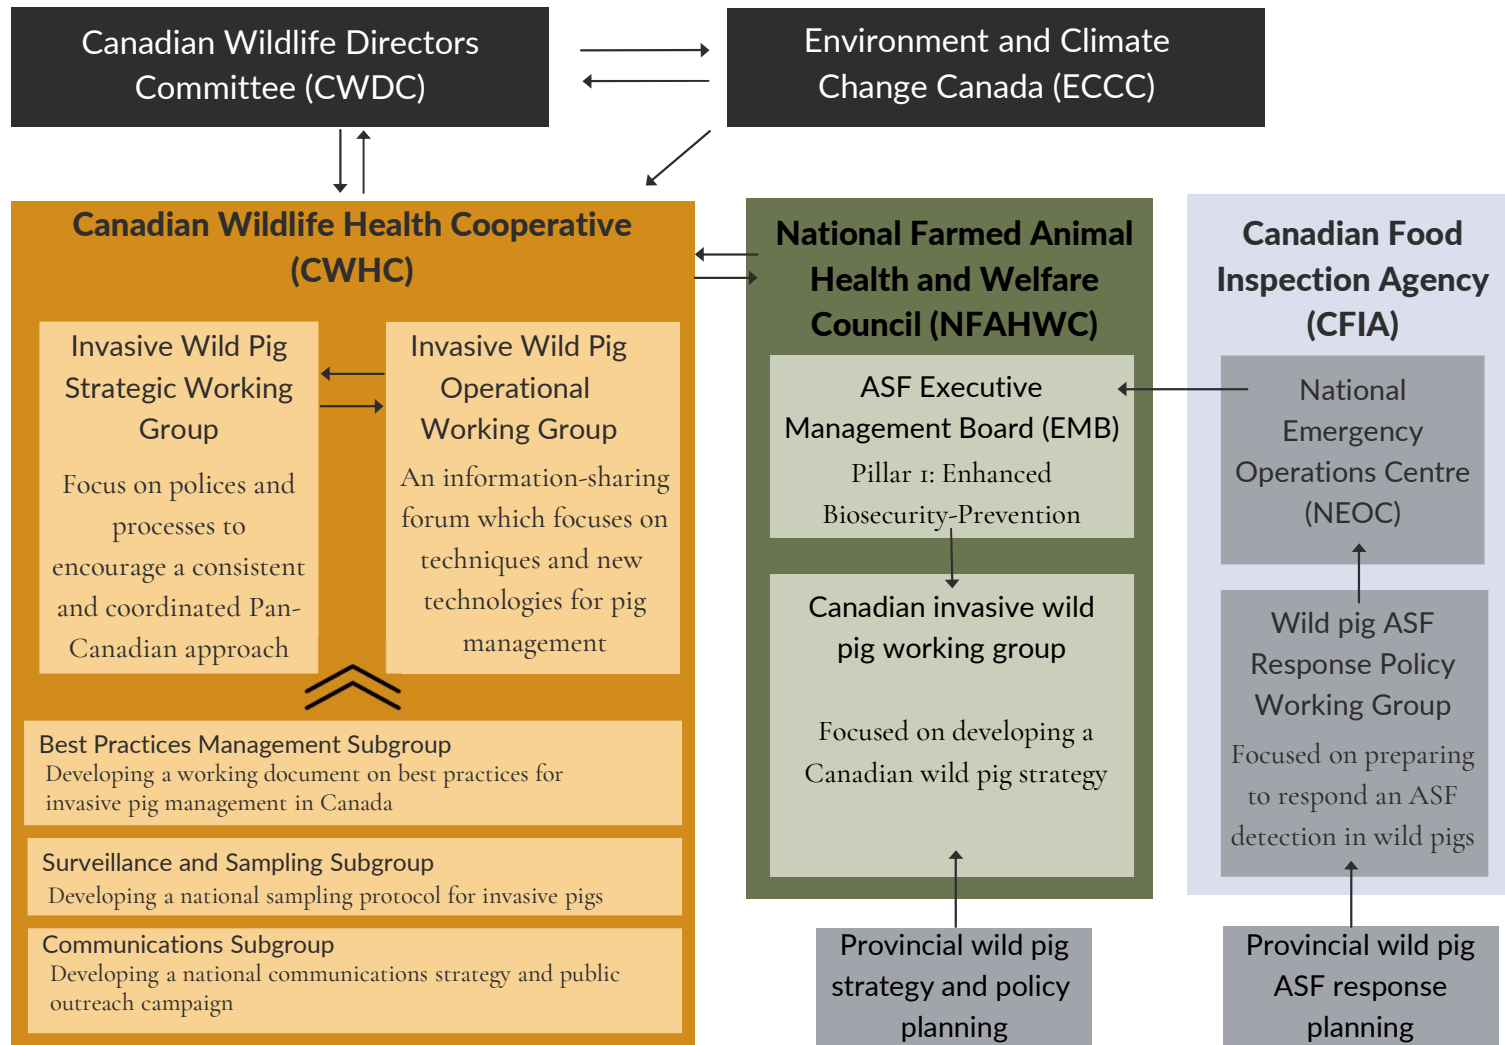 Canadian Wildlife Directors
Committee (CWDC)
Environment and Climate
Change Canada (ECCC)
Canadian Wildlife Health Cooperative
(CWHC)
Invasive Wild Pig
Strategic Working
Group
Focus on polices and
processes to
encourage a consistent
and coordinated Pan-
Canadian approach
Invasive Wild Pig
Operational
Working Group
An information-sharing
forum which focuses on
techniques and new
technologies for pig
management
Best Practices Management Subgroup
Developing a working document on best practices for
invasive pig management in Canada
Surveillance and Sampling Subgroup
Developing a national sampling protocol for invasive pigs
Communications Subgroup
Developing a national communications strategy and public
outreach campaign
National Farmed Animal
Health and Welfare
Council (NFAHWC)
ASF Executive
Management Board (EMB)
Pillar 1: Enhanced
Biosecurity-Prevention
Canadian invasive wild
pig working group
Focused on developing a
Canadian wild pig strategy
Provincial wild pig
strategy and policy
planning
Canadian Food
Inspection Agency
(CFIA)
National
Emergency
Operations Centre
(NEOC)
Wild pig ASF
Response Policy
Working Group
Focused on preparing
to respond an ASF
detection in wild pigs
Provincial wild pig
ASF response
planning